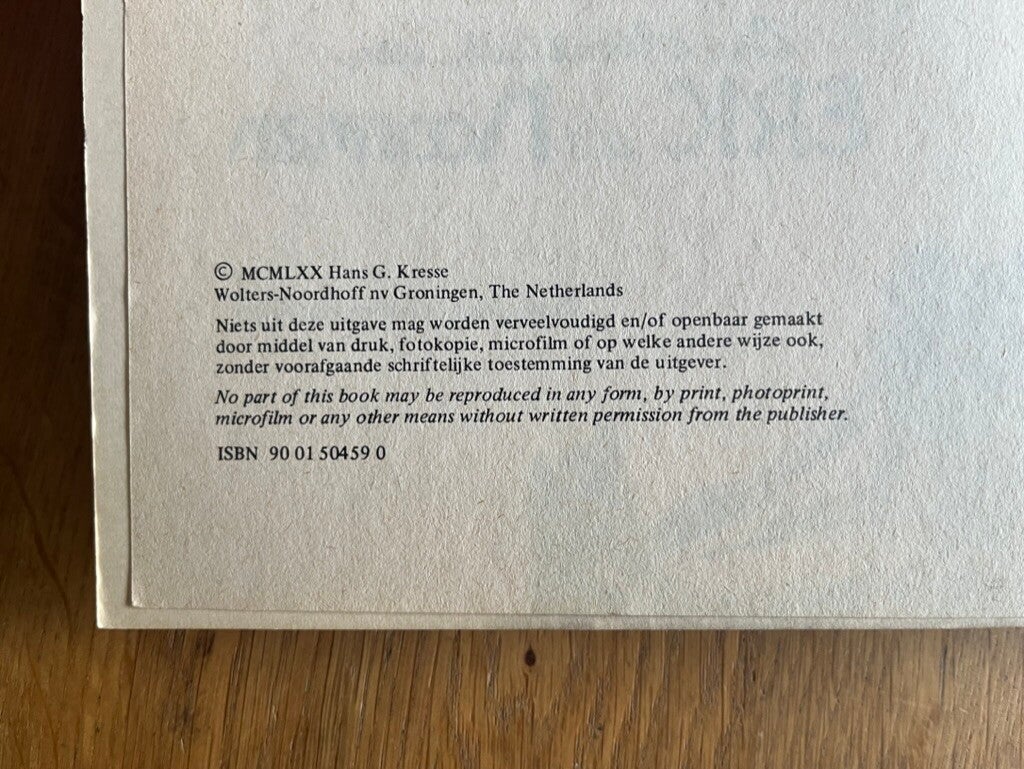 © MCMLXX Hans G. Kresse
Wolters-Noordhoff nv Groningen, The Netherlands
Niets uit deze uitgave mag worden verveelvoudigd en/of openbaar gemaakt
door middel van druk, fotokopie, microfilm of op welke andere wijze ook,
zonder voorafgaande schriftelijke toestemming van de uitgever.
No part of this book may be reproduced in any form, by print, photoprint,
microfilm or any other means without written permission from the publisher.
ISBN 90 01 50459 0